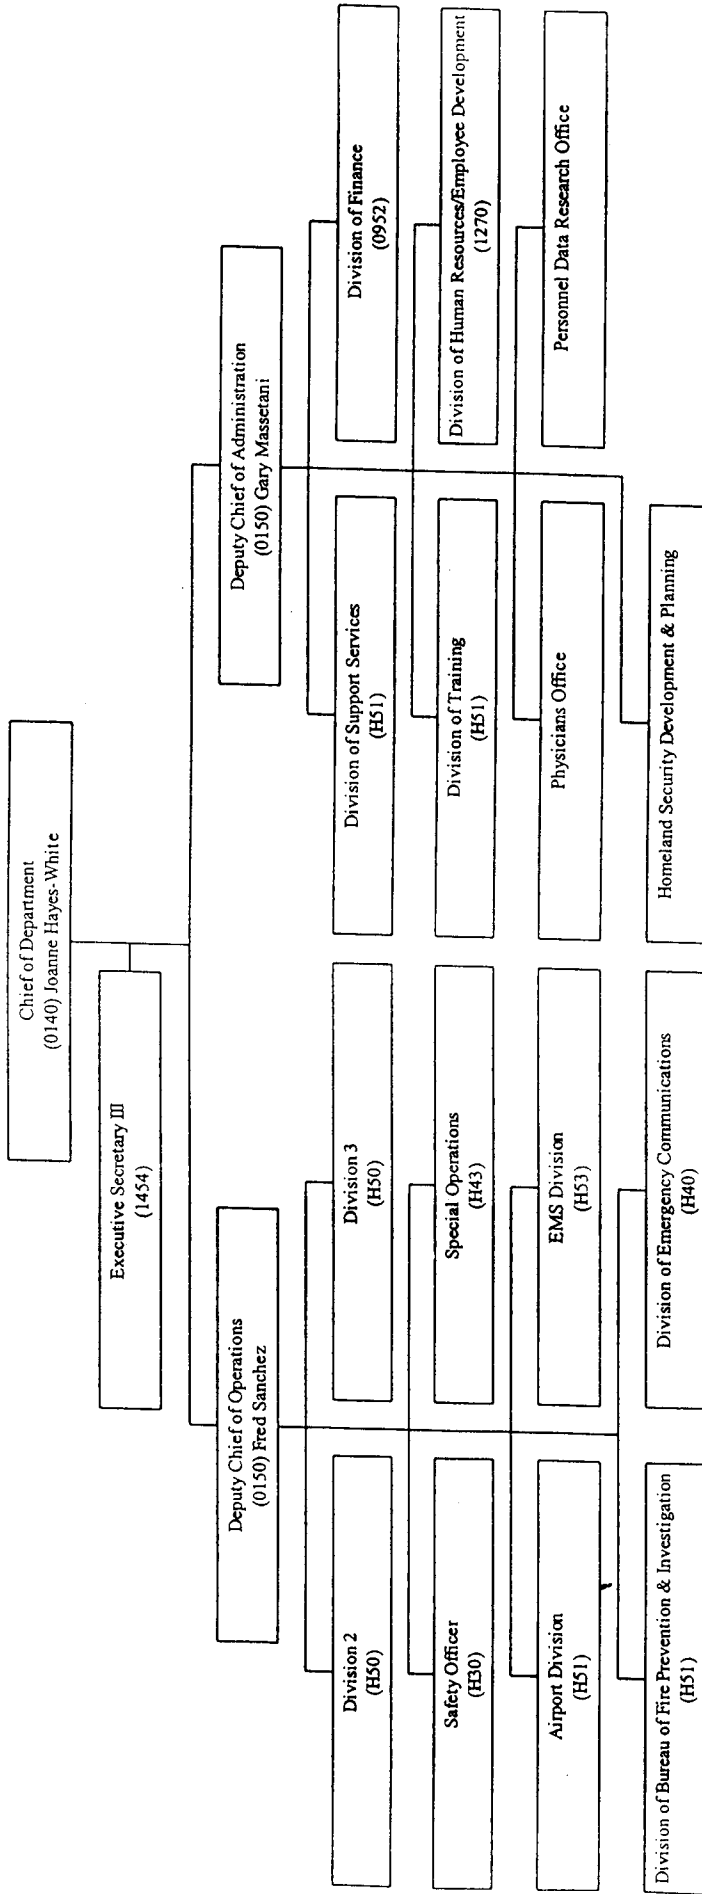 Chief of Department
(0140) Joanne Hayes-White
Executive Secretary III
(1454)
Deputy Chief of Operations
(0150) Fred Sanchez
Deputy Chief of Administration
(0150) Gary Massetani
Division 2
(H50)
Division 3
(H50)
Division of Support Services
(H51)
Division of Finance
(0952)
Safety Officer
(H30)
Special Operations
(H43)
Division of Training
(H51)
Division of Human Resources/Employee Development
(1270)
Airport Division
(H51)
EMS Division
(H53)
Physicians Office
Personnel Data Research Office
Division of Bureau of Fire Prevention & Investigation
(H51)
Division of Emergency Communications
(H40)
Homeland Security Development & Planning